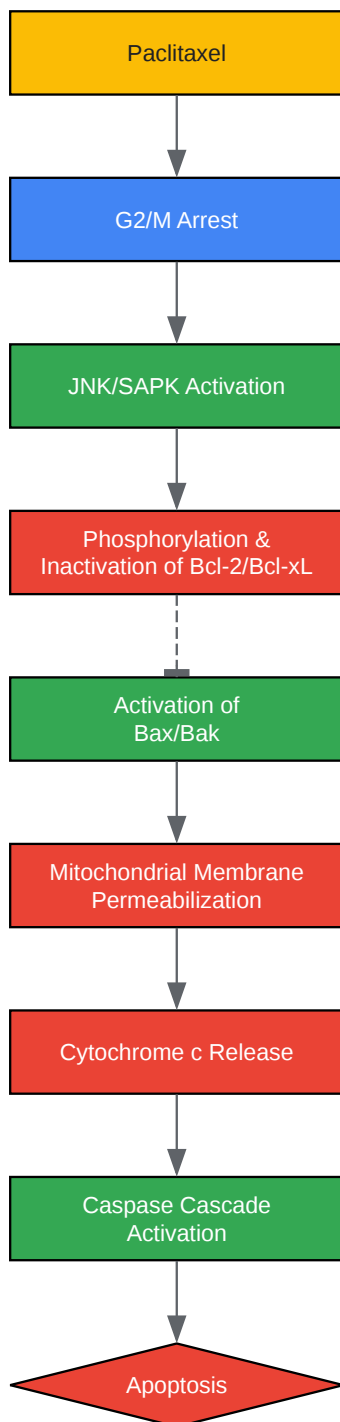 Paclitaxel
G2/M Arrest
JNK/SAPK Activation
Phosphorylation &
Inactivation of Bcl-2/Bcl-xL
Activation of
Bax/Bak
Mitochondrial Membrane
Permeabilization
Cytochrome c Release
Caspase Cascade
Activation
Apoptosis